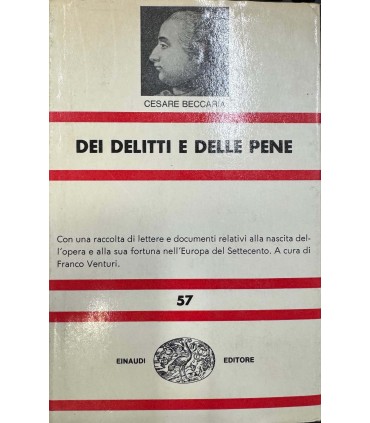 CESARE BECCARIA
DEI DELITTI E DELLE PENE
Con una raccolta di lettere e documenti relativi alla nascita del-
l'opera e alla sua fortuna nell'Europa del Settecento. A cura di
Franco Venturi.
57
EINAUDI EDITORE